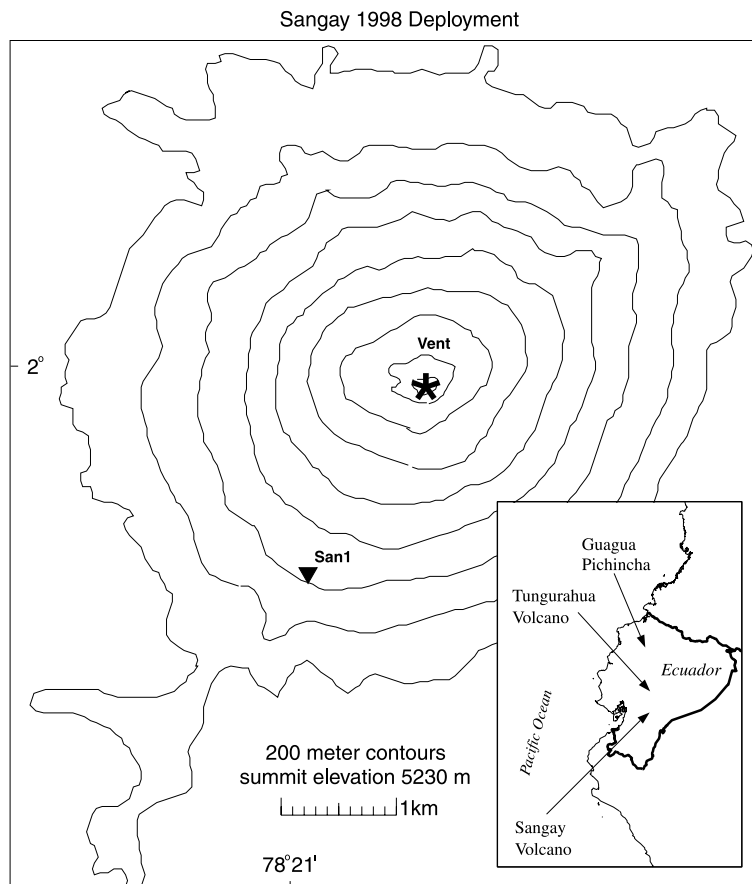 Sangay 1998 Deployment
Vent
2°
San1
200 meter contours
summit elevation 5230 m
1km
78°21'
Guagua
Pichincha
Tungurahua
Volcano
Ecuador
Pacific Ocean
Sangay
Volcano